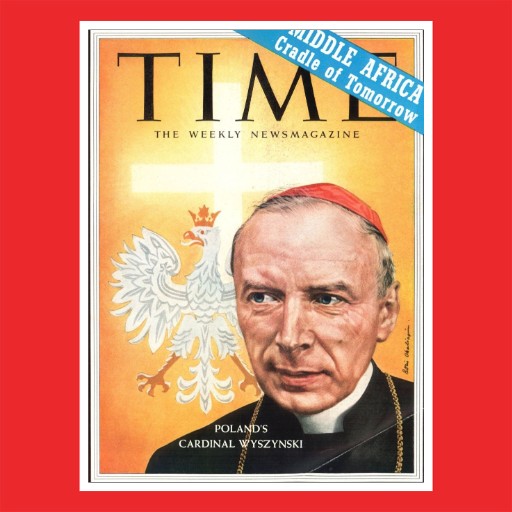 MIDDLE AFRICA
Cradle of Tomorrow
TIME
THE WEEKLY NEWSMAGAZINE
POLAND'S
CARDINAL WYSZYNSKI